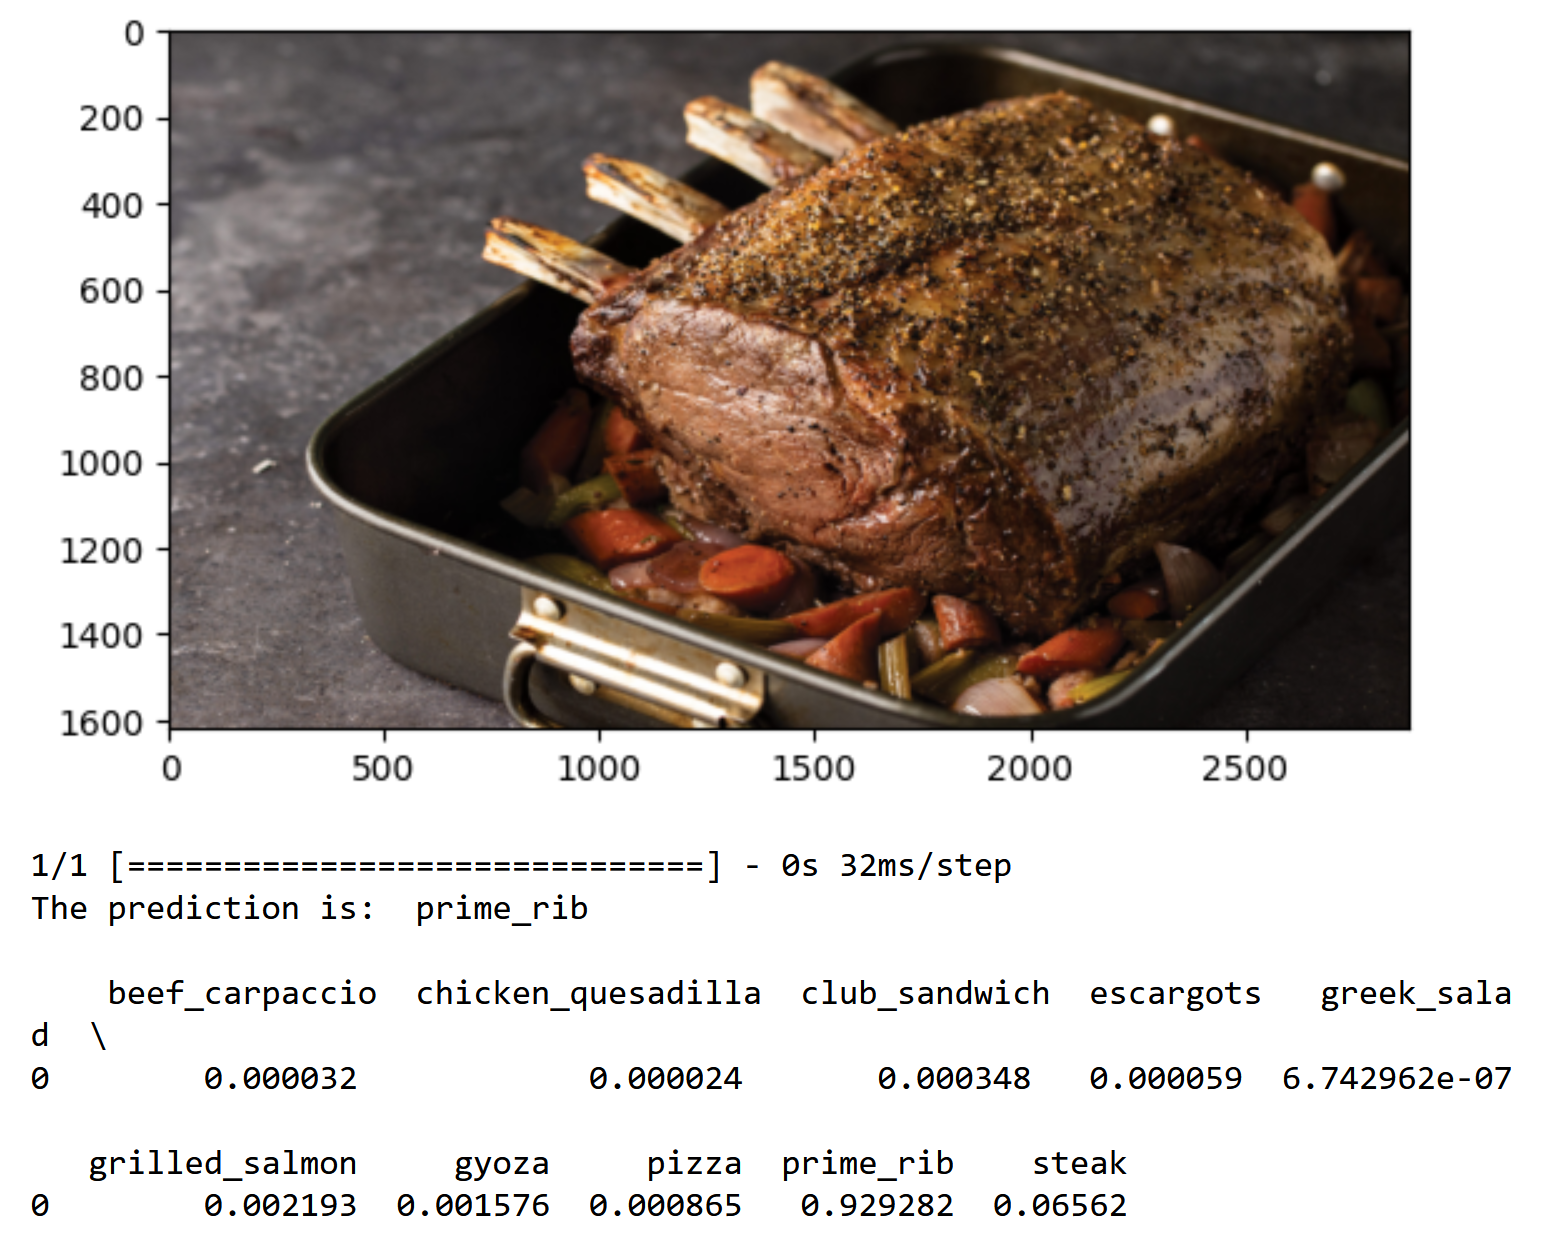 0
200
400
600
800
1000
1200
1400
1600
0 500 1000 1500 2000 2500
1/1 [==============================] - 0s 32ms/step
The prediction is:  prime_rib
beef_carpaccio  chicken_quesadilla  club_sandwich  escargots   greek_sala
d  \
0        0.000032            0.000024       0.000348   0.000059  6.742962e-07
grilled_salmon     gyoza     pizza  prime_rib    steak
0        0.002193  0.001576  0.000865   0.929282  0.06562